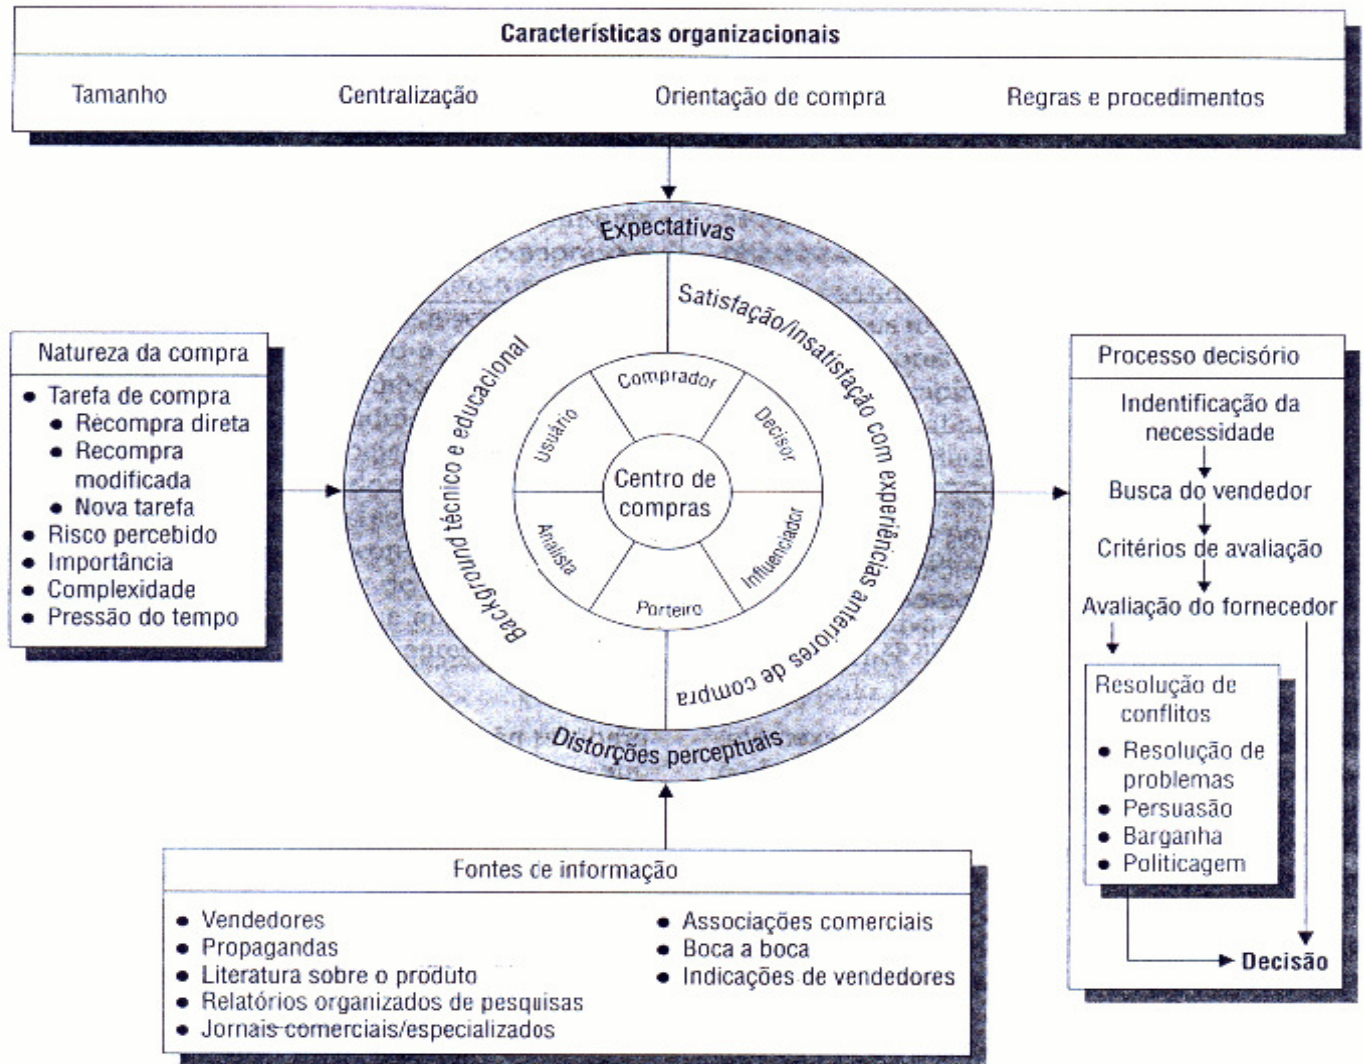 Características organizacionais
Tamanho Centralização Orientação de compra Regras e procedimentos
Expectativas
Satisfação/insatisfação com experiências anteriores de compra
Background técnico e educacional
Distorções perceptuais
Comprador
Decisor
Influenciador
Porteiro
Analista
Usuário
Centro de
compras
Natureza da compra
● Tarefa de compra
● Recompra direta
● Recompra
modificada
● Nova tarefa
● Risco percebido
● Importância
● Complexidade
● Pressão do tempo
Processo decisório
Indentificação da
necessidade
Busca do vendedor
Critérios de avaliação
Avaliação do fornecedor
Resolução de
conflitos
● Resolução de
problemas
● Persuasão
● Barganha
● Politicagem
Decisão
Fontes de informação
● Vendedores
● Propagandas
● Literatura sobre o produto
● Relatórios organizados de pesquisas
● Jornais comerciais/especializados
● Associações comerciais
● Boca a boca
● Indicações de vendedores